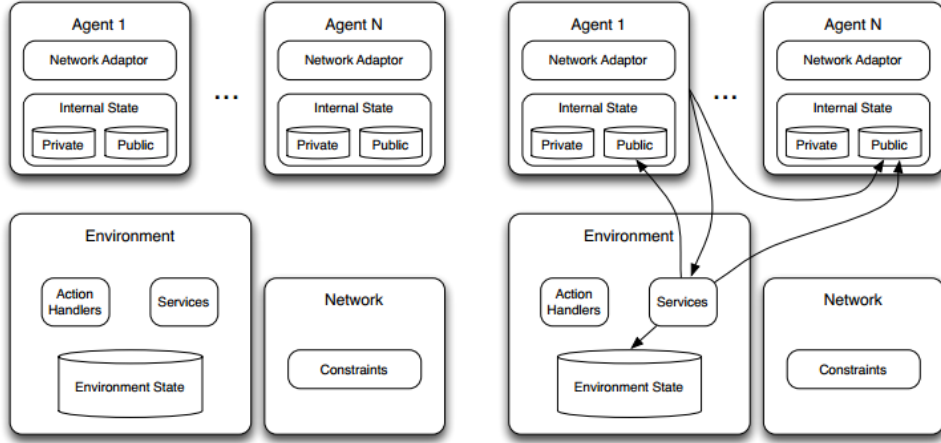 Agent 1
Network Adaptor
Internal State
Private
Public
...
Agent N
Network Adaptor
Internal State
Private
Public
Environment
Action
Handlers
Services
Environment State
Network
Constraints
Agent 1
Network Adaptor
Internal State
Private
Public
...
Agent N
Network Adaptor
Internal State
Private
Public
Environment
Action
Handlers
Services
Environment State
Network
Constraints